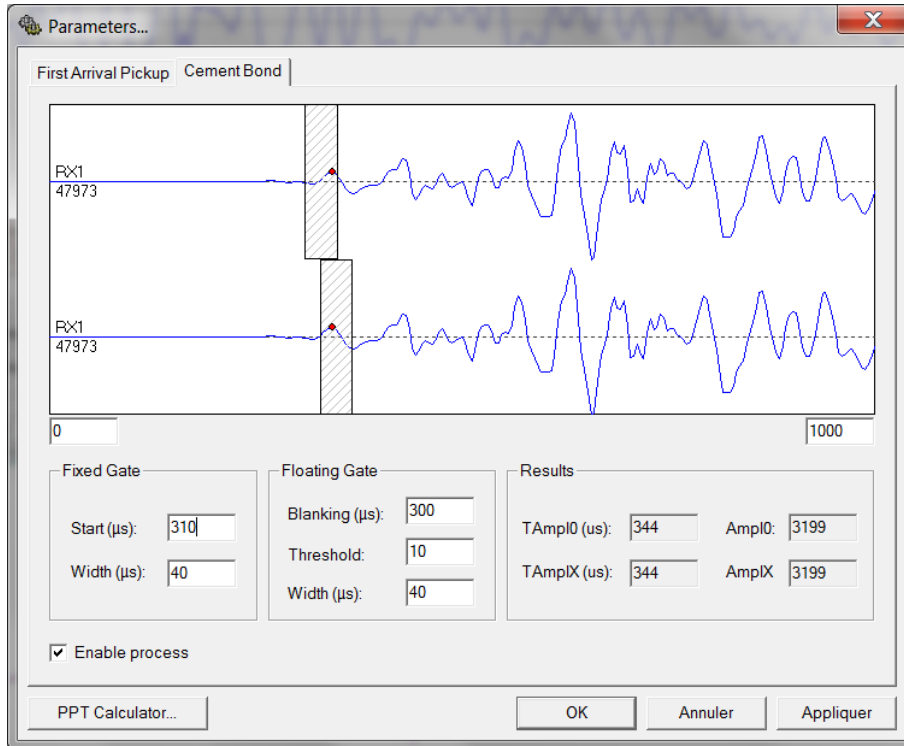 Parameters...
First Arrival Pickup Cement Bond
RX1
47973
RX1
47973
0 1000
Fixed Gate Floating Gate Results
Start (µs): 310
Width (µs): 40
Blanking (µs): 300
Threshold: 10
Width (µs): 40
TAmpl0 (us): 344 Ampl0: 3199
TAmplX (us): 344 AmplX 3199
Enable process
PPT Calculator... OK Annuler Appliquer